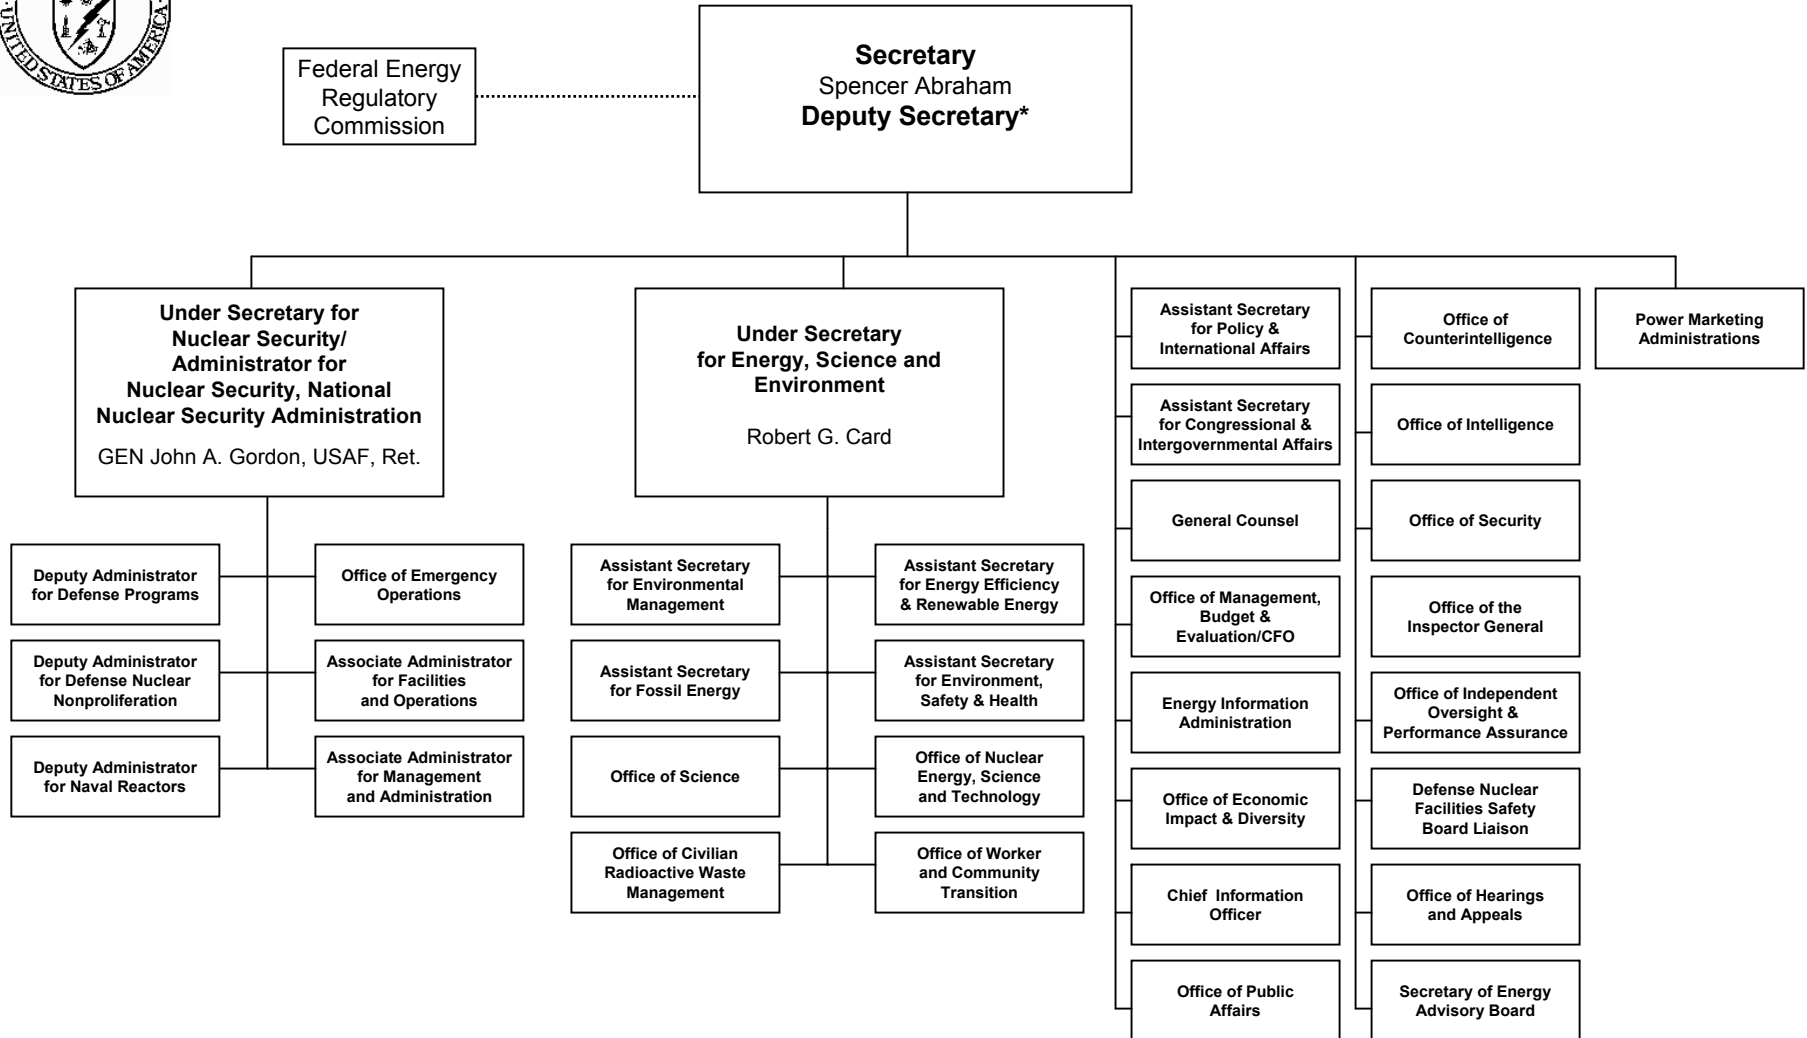 UNITED STATES OF AMERICA
Federal Energy
Regulatory
Commission
Secretary
Spencer Abraham
Deputy Secretary*
Under Secretary for
Nuclear Security/
Administrator for
Nuclear Security, National
Nuclear Security Administration
GEN John A. Gordon, USAF, Ret.
Deputy Administrator
for Defense Programs
Office of Emergency
Operations
Deputy Administrator
for Defense Nuclear
Nonproliferation
Associate Administrator
for Facilities
and Operations
Deputy Administrator
for Naval Reactors
Associate Administrator
for Management
and Administration
Under Secretary
for Energy, Science and
Environment
Robert G. Card
Assistant Secretary
for Environmental
Management
Assistant Secretary
for Energy Efficiency
& Renewable Energy
Assistant Secretary
for Fossil Energy
Assistant Secretary
for Environment,
Safety & Health
Office of Science
Office of Nuclear
Energy, Science
and Technology
Office of Civilian
Radioactive Waste
Management
Office of Worker
and Community
Transition
Assistant Secretary
for Policy &
International Affairs
Assistant Secretary
for Congressional &
Intergovernmental Affairs
General Counsel
Office of Management,
Budget &
Evaluation/CFO
Energy Information
Administration
Office of Economic
Impact & Diversity
Chief Information
Officer
Office of Public
Affairs
Office of
Counterintelligence
Office of Intelligence
Office of Security
Office of the
Inspector General
Office of Independent
Oversight &
Performance Assurance
Defense Nuclear
Facilities Safety
Board Liaison
Office of Hearings
and Appeals
Secretary of Energy
Advisory Board
Power Marketing
Administrations